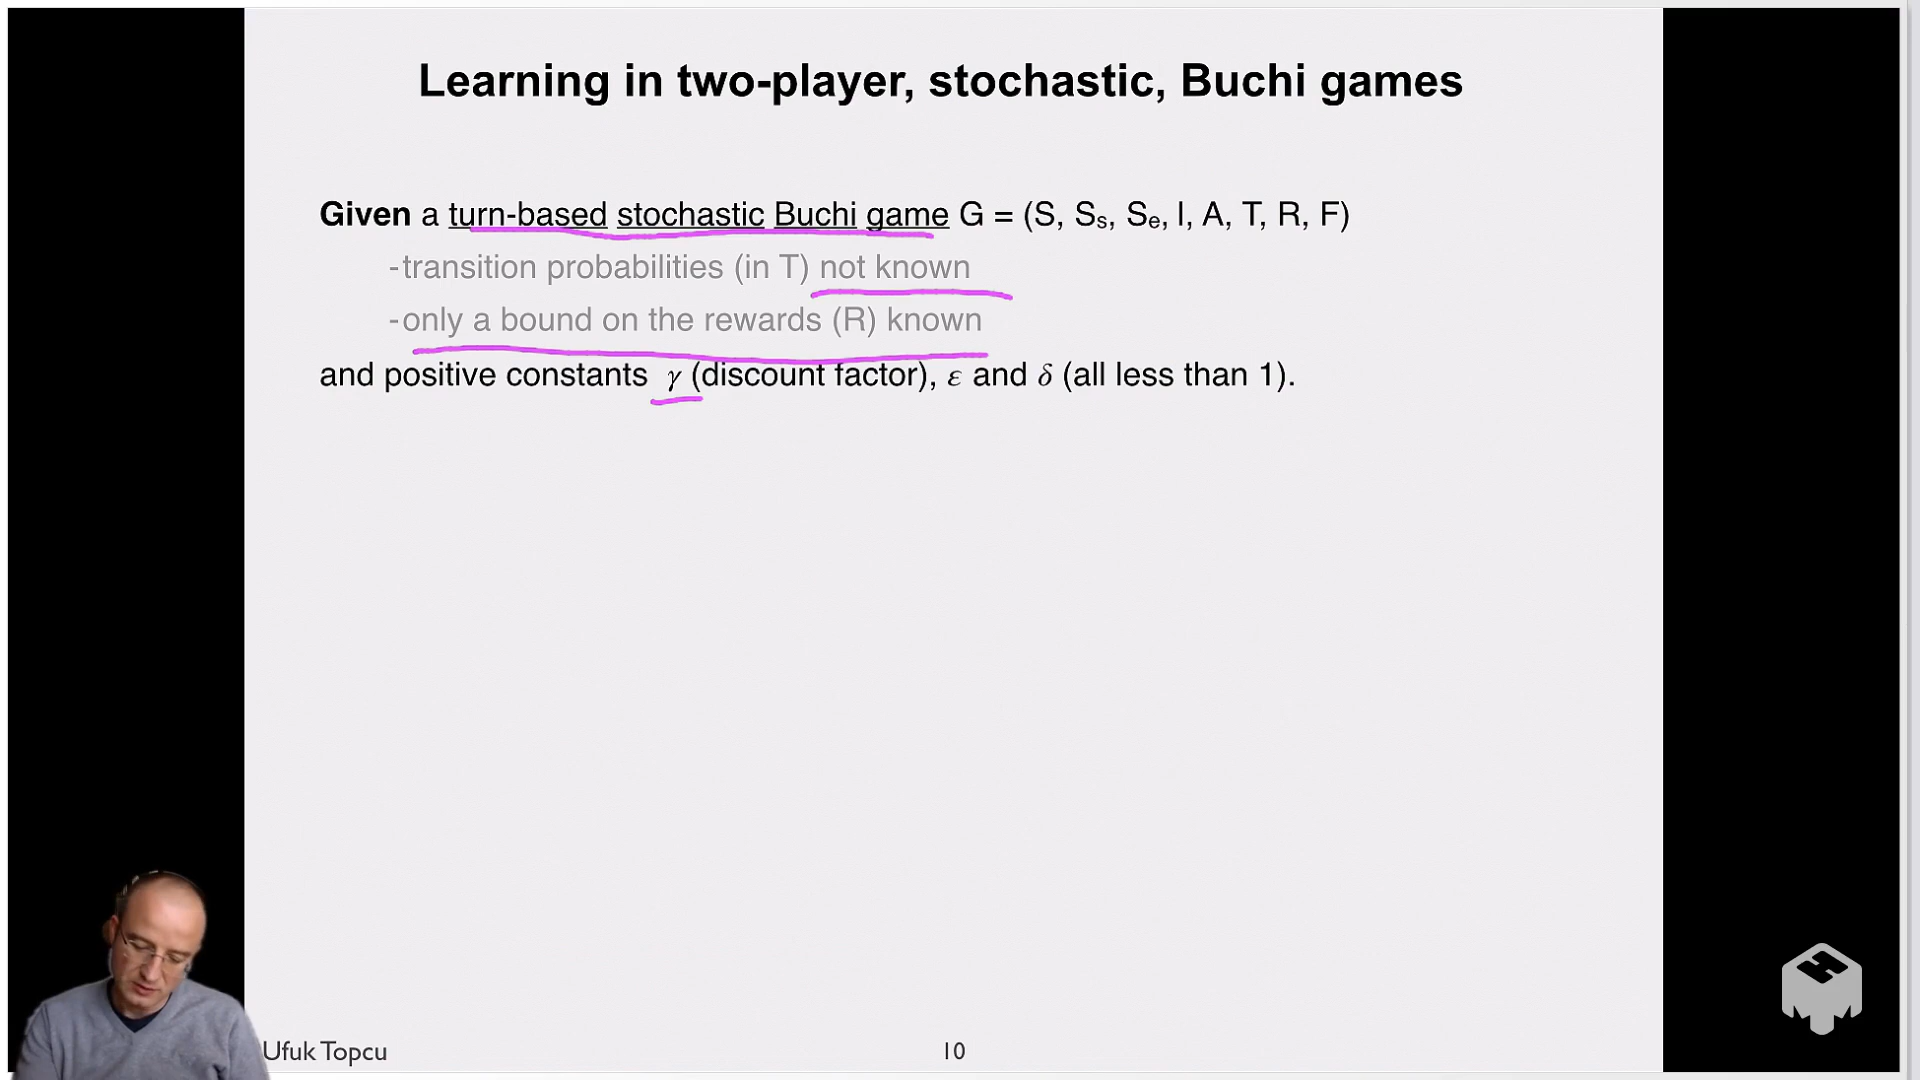 Learning in two-player, stochastic, Buchi games
Given a turn-based stochastic Buchi game G = (S, Sₛ, Sₑ, I, A, T, R, F)
-transition probabilities (in T) not known
-only a bound on the rewards (R) known
and positive constants γ (discount factor), ε and δ (all less than 1).
Ufuk Topcu
10